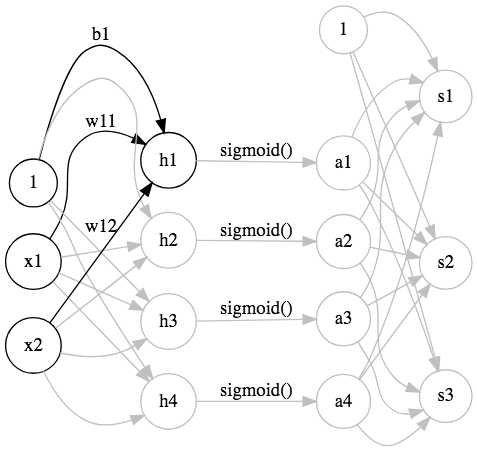 1
b1
s1
w11
sigmoid()
h1
a1
1
w12
sigmoid()
h2
a2
x1
s2
sigmoid()
h3
a3
x2
sigmoid()
h4
a4
s3